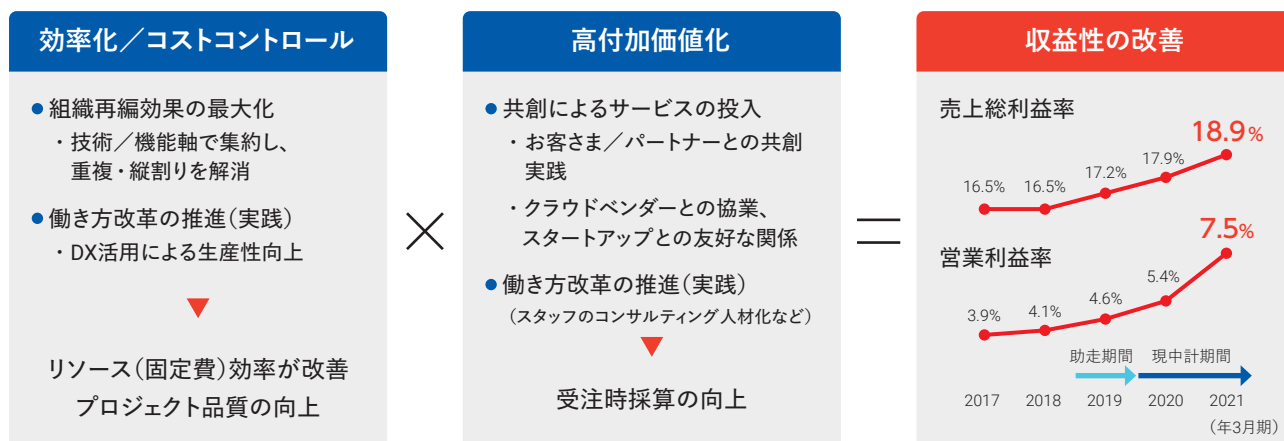 効率化／コストコントロール
●組織再編効果の最大化
・技術／機能軸で集約し、
重複・縦割りを解消
●働き方改革の推進（実践）
・DX活用による生産性向上
リソース（固定費）効率が改善
プロジェクト品質の向上
×
高付加価値化
●共創によるサービスの投入
・お客さま／パートナーとの共創
実践
・クラウドベンダーとの協業、
スタートアップとの友好な関係
●働き方改革の推進（実践）
（スタッフのコンサルティング人材化など）
受注時採算の向上
＝
収益性の改善
売上総利益率
16.5%
16.5%
17.2%
17.9%
18.9%
営業利益率
3.9%
4.1%
4.6%
5.4%
7.5%
助走期間 現中計期間
2017 2018 2019 2020 2021
（年3月期）